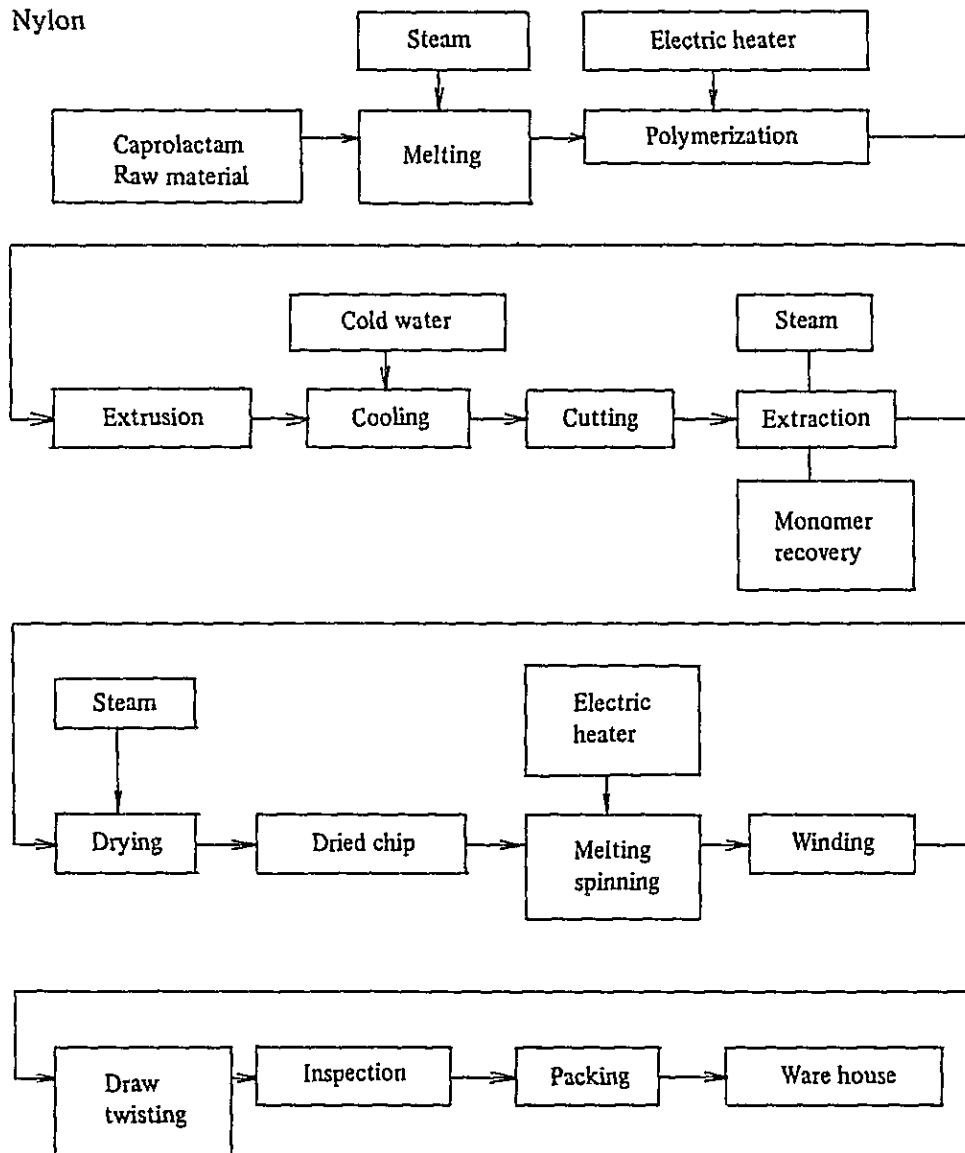 Nylon
Steam
Electric heater
Caprolactam
Raw material
Melting
Polymerization
Cold water
Steam
Extrusion
Cooling
Cutting
Extraction
Monomer
recovery
Steam
Electric
heater
Drying
Dried chip
Melting
spinning
Winding
Draw
twisting
Inspection
Packing
Ware house